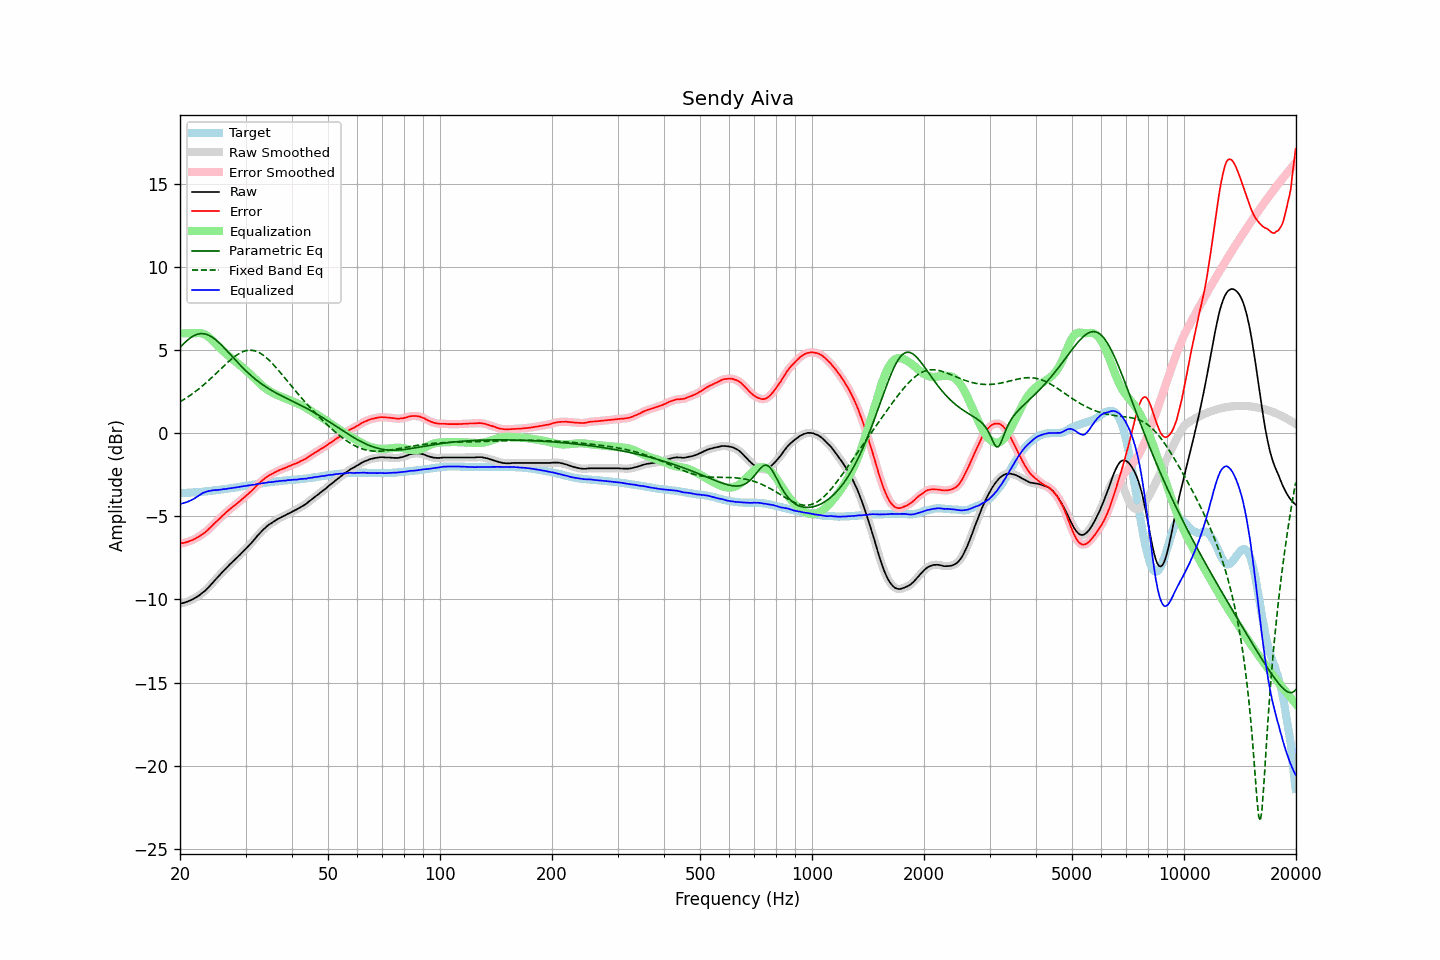 Sendy Aiva
Target
Raw Smoothed
Error Smoothed
Raw
Error
Equalization
Parametric Eq
Fixed Band Eq
Equalized
Amplitude (dBr)
15
10
5
0
−5
−10
−15
−20
−25
20 50 100 200 500 1000 2000 5000 10000 20000
Frequency (Hz)